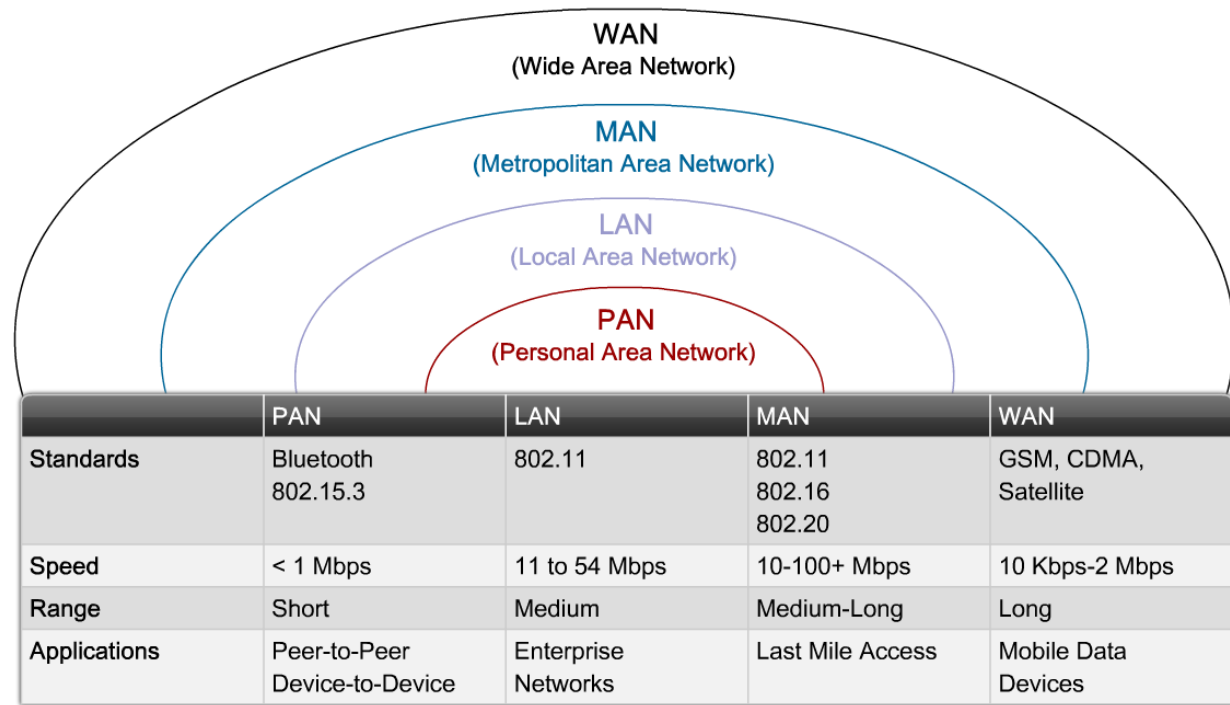 WAN
(Wide Area Network)
MAN
(Metropolitan Area Network)
LAN
(Local Area Network)
PAN
(Personal Area Network)
PAN LAN MAN WAN
Standards Bluetooth 802.11 802.11 GSM, CDMA,
802.15.3 802.16 Satellite
802.20
Speed < 1 Mbps 11 to 54 Mbps 10-100+ Mbps 10 Kbps-2 Mbps
Range Short Medium Medium-Long Long
Applications Peer-to-Peer Enterprise Last Mile Access Mobile Data
Device-to-Device Networks Devices